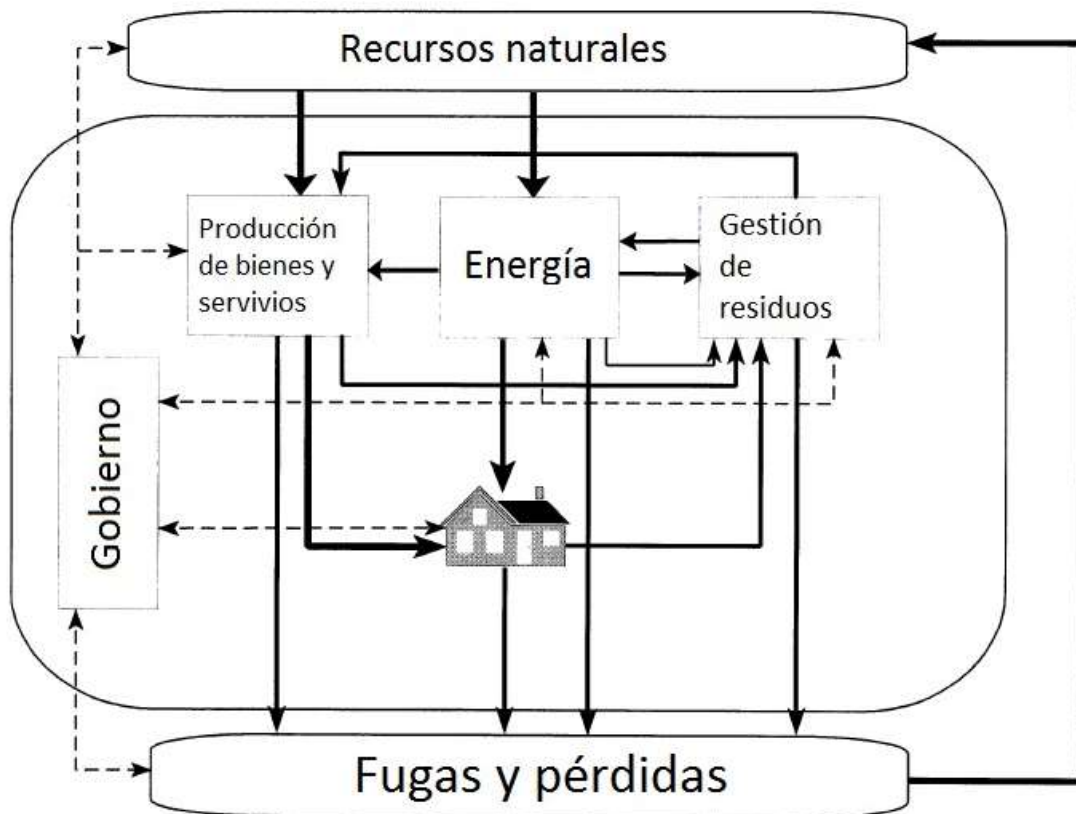 Recursos naturales
Producción
de bienes y
servivios
Energía
Gestión
de
residuos
Gobierno
Fugas y pérdidas